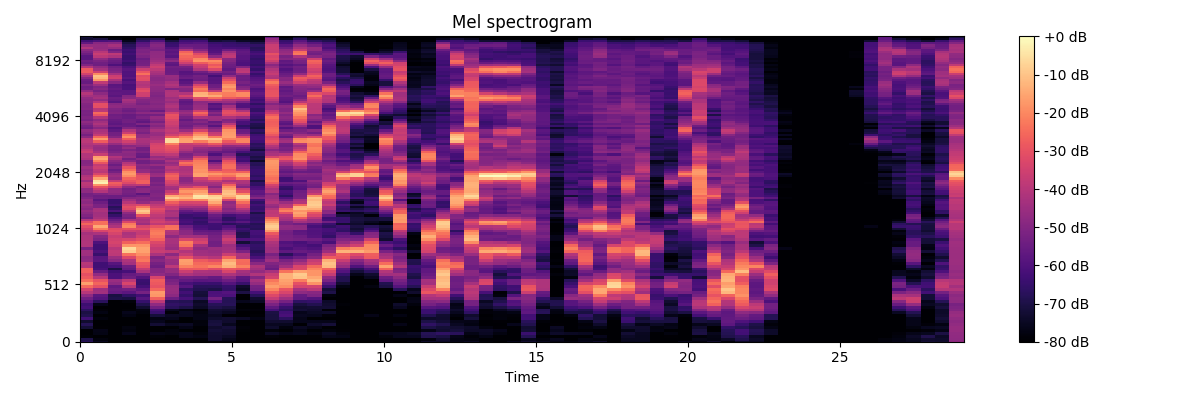 Mel spectrogram
+0 dB
8192
-10 dB
4096
-20 dB
-30 dB
Hz
2048
-40 dB
1024
-50 dB
-60 dB
512
-70 dB
0
-80 dB
0 5 10 15 20 25
Time